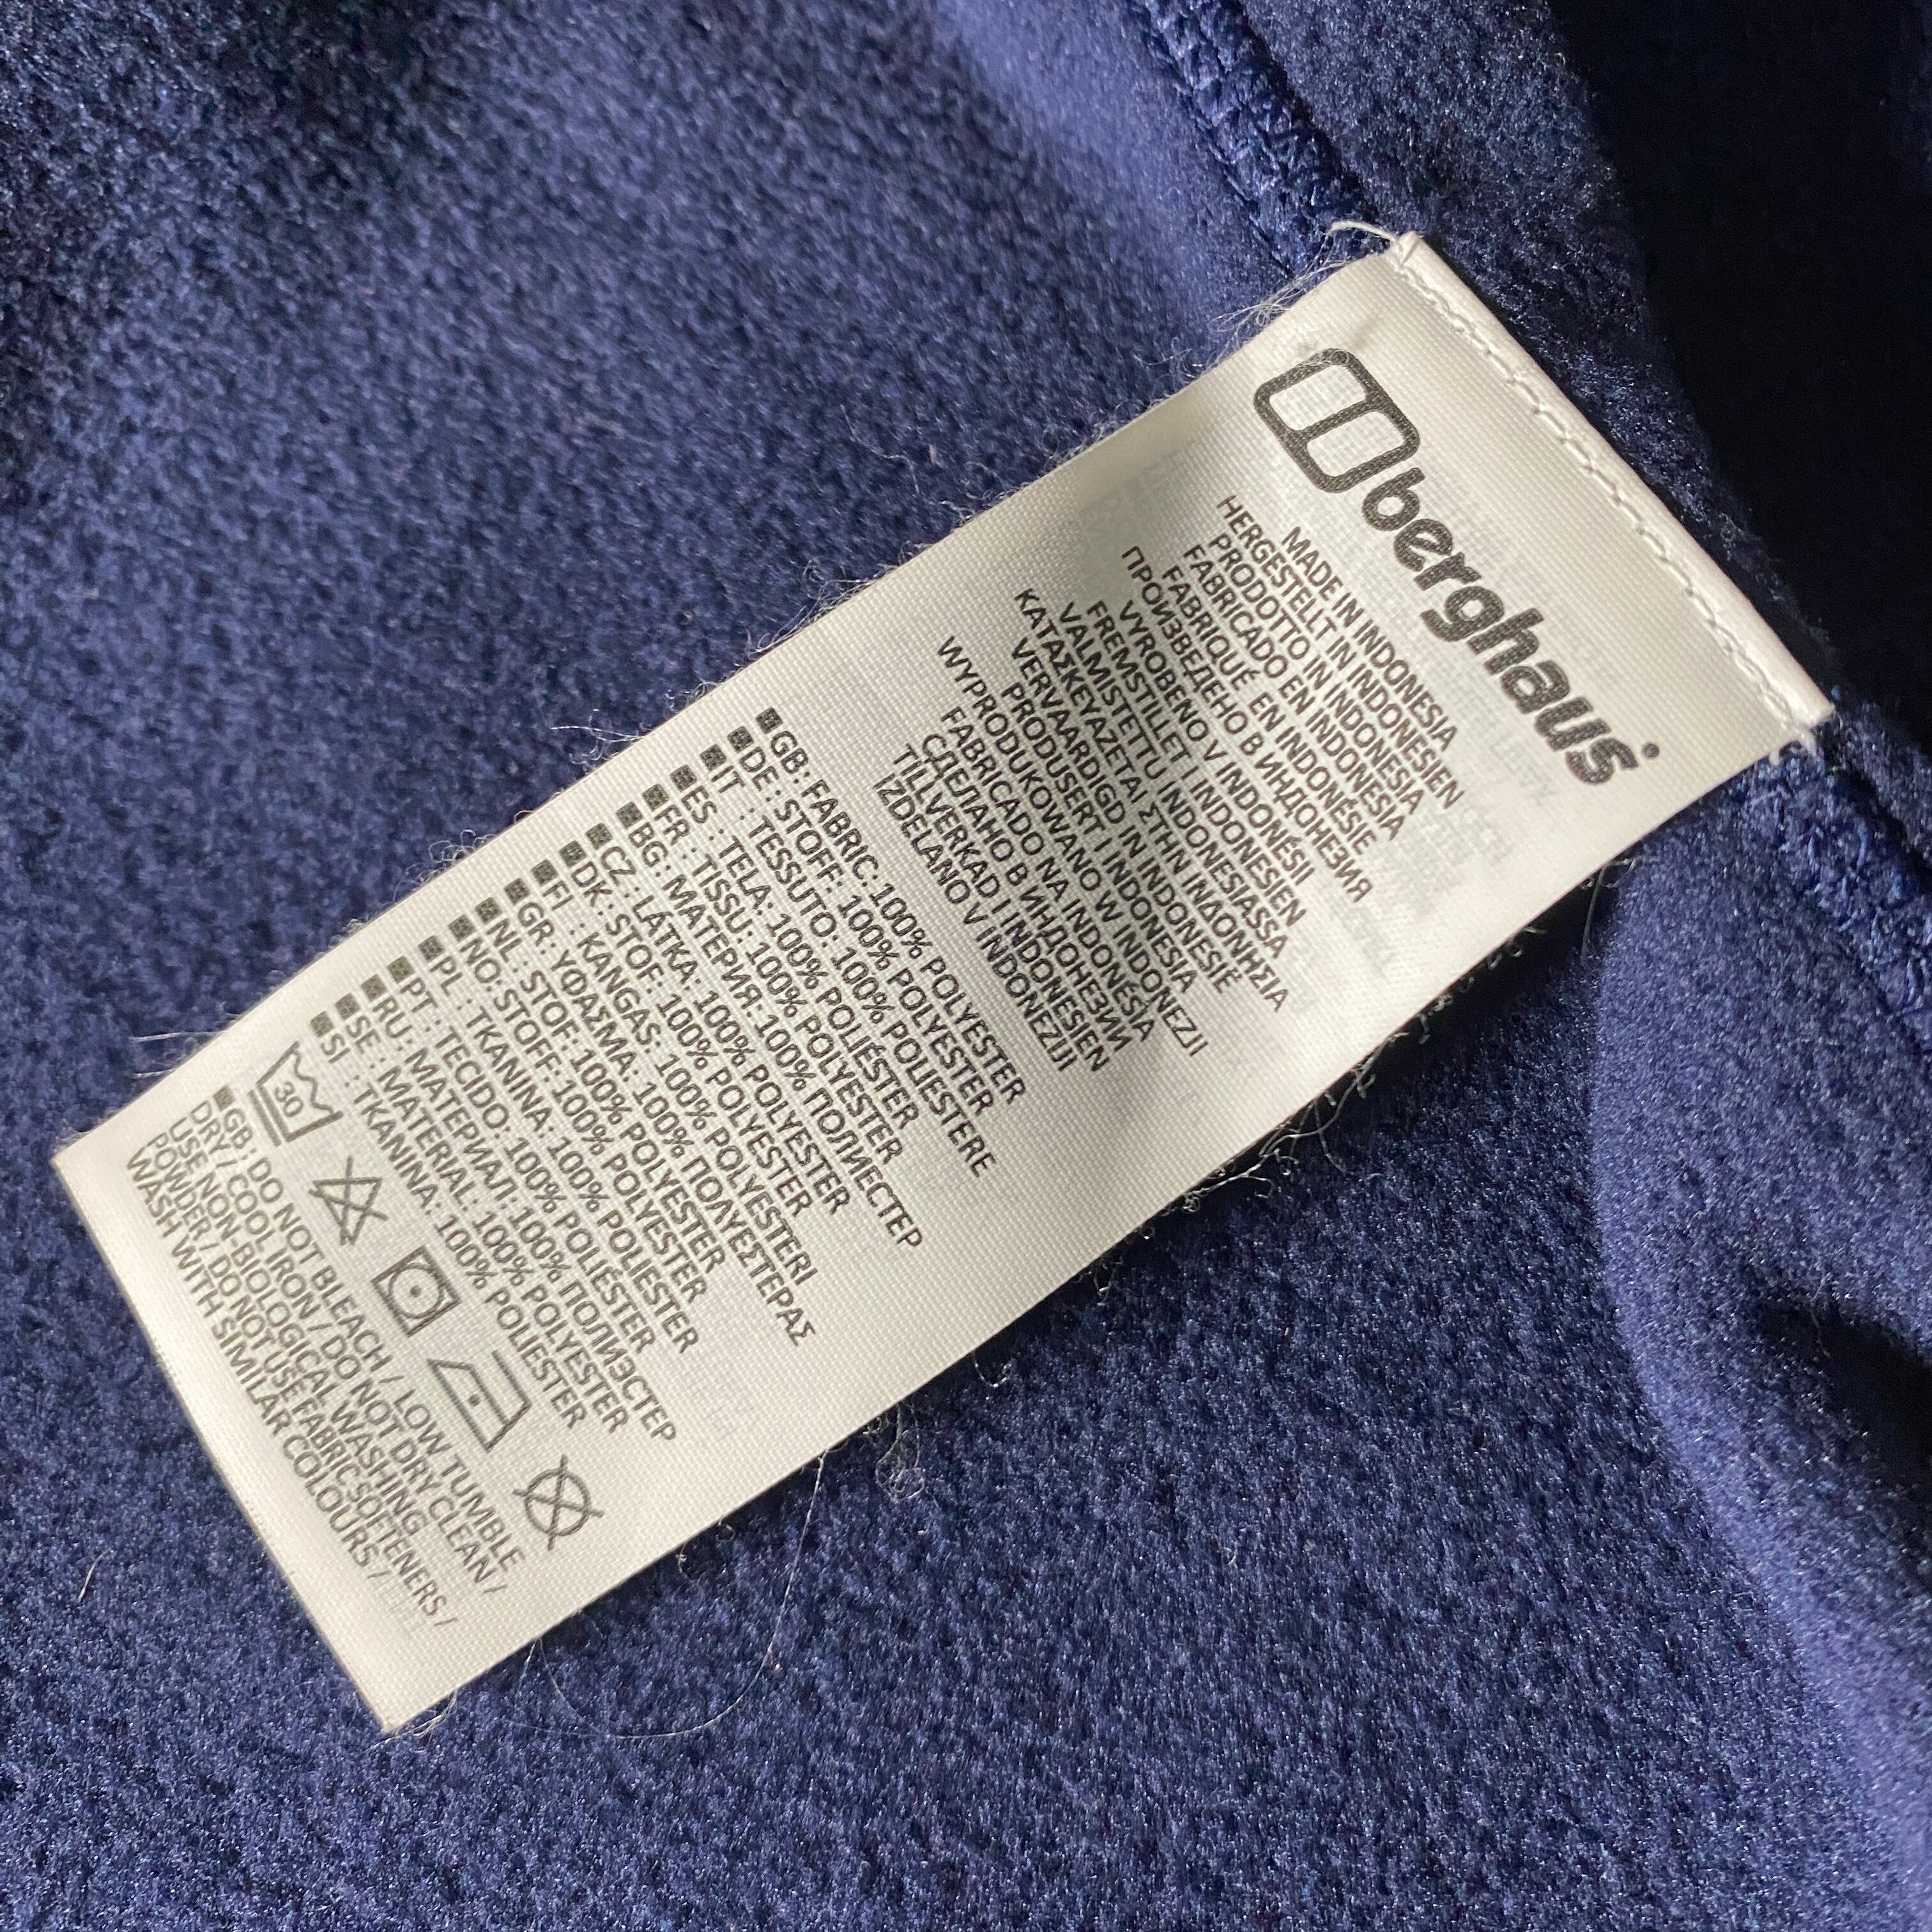 berghaus
MADE IN INDONESIA
HERGESTELLT IN INDONESIEN
PRODOTTO IN INDONESIA
FABRICADO EN INDONESIA
FABRIQUÉ EN INDONÉSIE
ПРОИЗВЕДЕНО В ИНДОНЕЗИЯ
VYROBENO V INDONÉSII
FREMSTILLET I INDONESIEN
VALMISTETTU INDONESIASSA
ΚΑΤΑΣΚΕΥΑΖΕΤΑΙ ΣΤΗΝ ΙΝΔΟΝΗΣΙΑ
VERVAARDIGD IN INDONESIË
PRODUSERT I INDONESIA
WYPRODUKOWANO W INDONEZJI
FABRICADO NA INDONÉSIA
СДЕЛАНО В ИНДОНЕЗИИ
TILLVERKAD I INDONESIEN
IZDELANO V INDONEZIJI
GB: FABRIC: 100% POLYESTER
DE : STOFF: 100% POLYESTER
IT : TESSUTO: 100% POLIESTERE
ES : TELA: 100% POLIÉSTER
FR : TISSU: 100% POLYESTER
BG: МАТЕРИЯ: 100% ПОЛИЕСТЕР
CZ : LÁTKA: 100% POLYESTER
DK : STOF: 100% POLYESTER
FI : KANGAS: 100% POLYESTERI
GR: ΥΦΑΣΜΑ: 100% ΠΟΛΥΕΣΤΕΡΑΣ
NL : STOF: 100% POLYESTER
NO: STOFF: 100% POLYESTER
PL : TKANINA: 100% POLIESTER
PT : TECIDO: 100% POLIÉSTER
RU: МАТЕРИАЛ: 100% ПОЛИЭСТЕР
SE : MATERIAL: 100% POLYESTER
SI : TKANINA: 100% POLIESTER
30
GB : DO NOT BLEACH / LOW TUMBLE
DRY / COOL IRON / DO NOT DRY CLEAN /
USE NON-BIOLOGICAL WASHING
POWDER / DO NOT USE FABRIC SOFTENERS /
WASH WITH SIMILAR COLOURS /